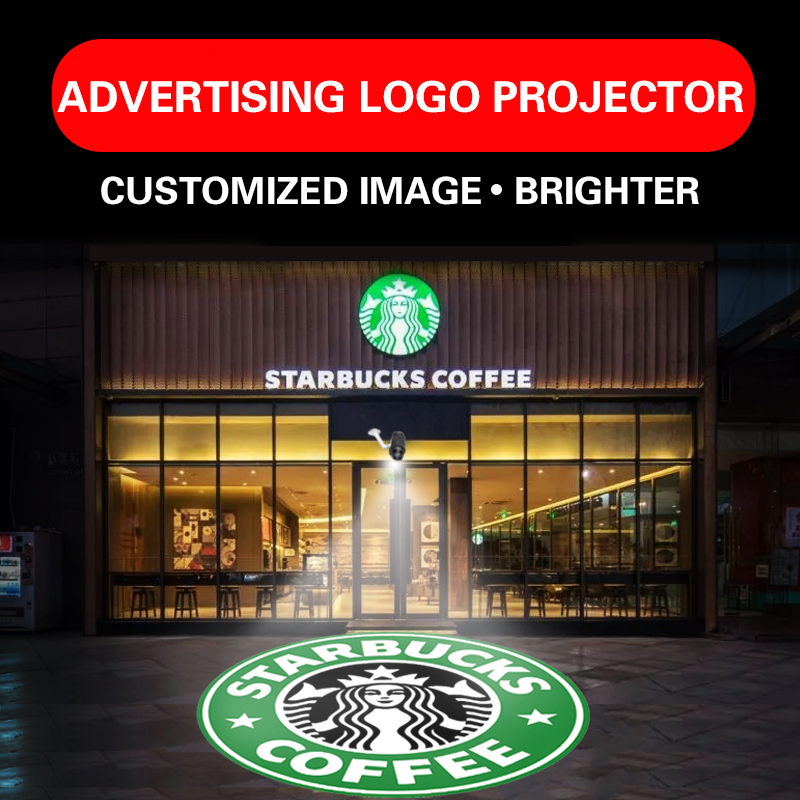 ADVERTISING LOGO PROJECTOR
CUSTOMIZED IMAGE • BRIGHTER
STARBUCKS COFFEE
STARBUCKS
COFFEE